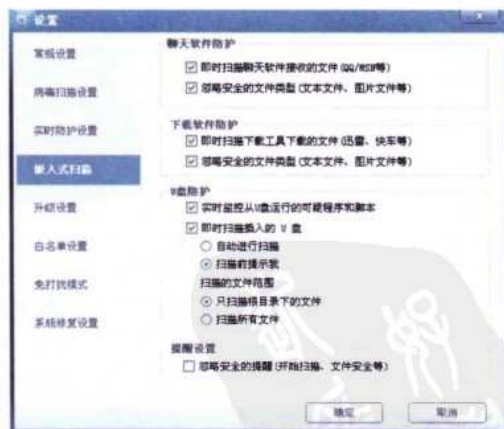 设置
常规设置
病毒扫描设置
实时防护设置
嵌入式扫描
升级设置
白名单设置
免打扰模式
系统修复设置
聊天软件防护
即时扫描聊天软件接收的文件(QQ/MSN等)
忽略安全的文件类型(文本文件、图片文件等)
下载软件防护
即时扫描下载工具下载的文件(迅雷、快车等)
忽略安全的文件类型(文本文件、图片文件等)
U盘防护
实时监控从U盘运行的可疑程序和脚本
即时扫描插入的 U 盘
自动进行扫描
扫描前提示我
扫描的文件范围
只扫描根目录下的文件
扫描所有文件
提醒设置
忽略安全的提醒(开始扫描、文件安全等)
确定
取消